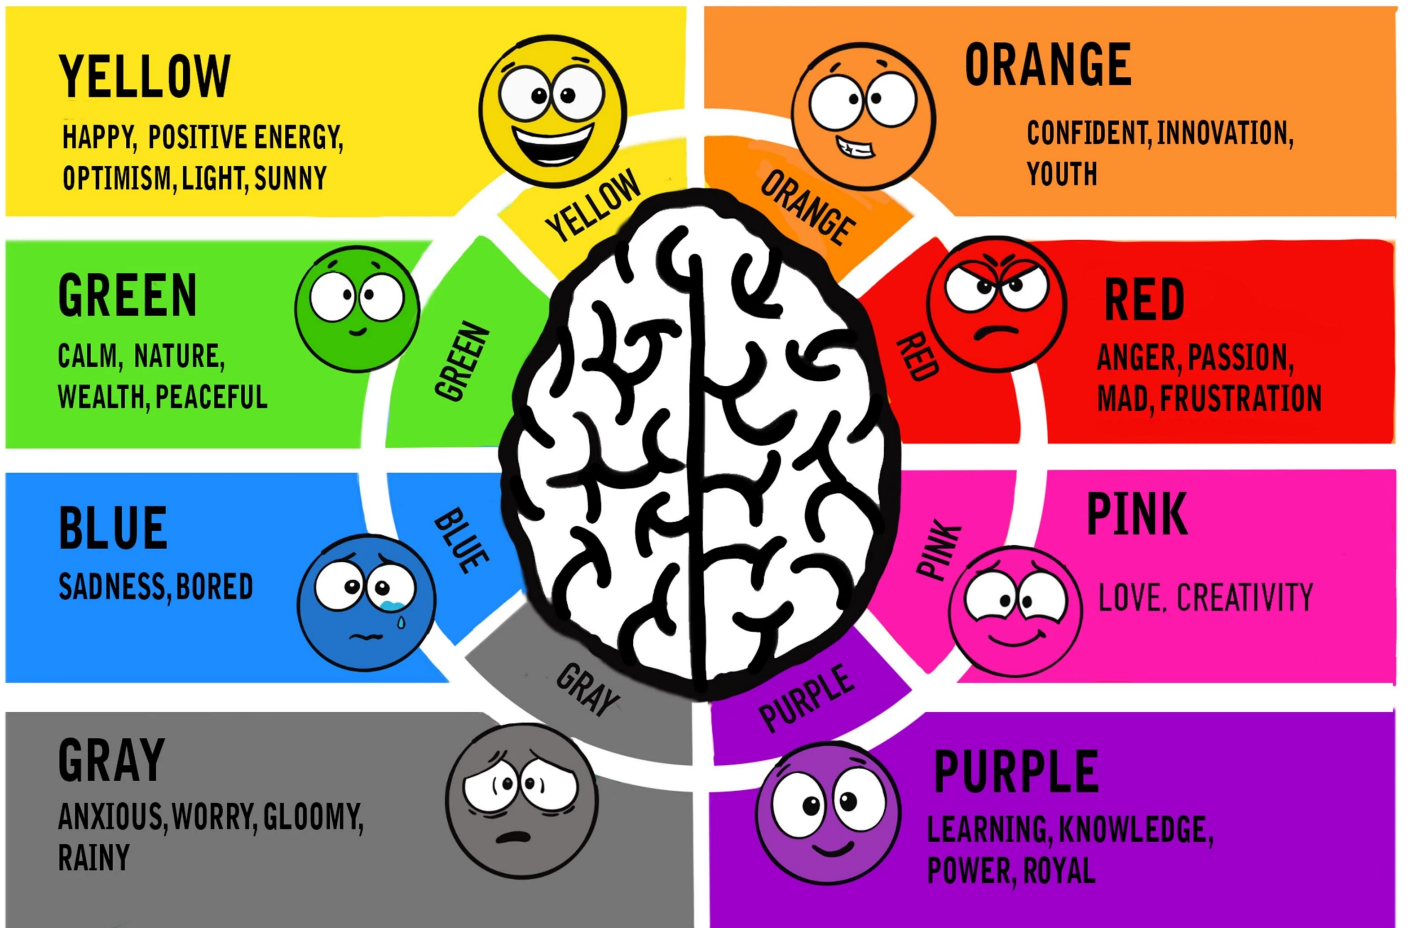 YELLOW
HAPPY, POSITIVE ENERGY,
OPTIMISM, LIGHT, SUNNY
ORANGE
CONFIDENT, INNOVATION,
YOUTH
GREEN
CALM, NATURE,
WEALTH, PEACEFUL
RED
ANGER, PASSION,
MAD, FRUSTRATION
BLUE
SADNESS, BORED
PINK
LOVE. CREATIVITY
GRAY
ANXIOUS, WORRY, GLOOMY,
RAINY
PURPLE
LEARNING, KNOWLEDGE,
POWER, ROYAL
YELLOW
ORANGE
GREEN
RED
BLUE
PINK
GRAY
PURPLE